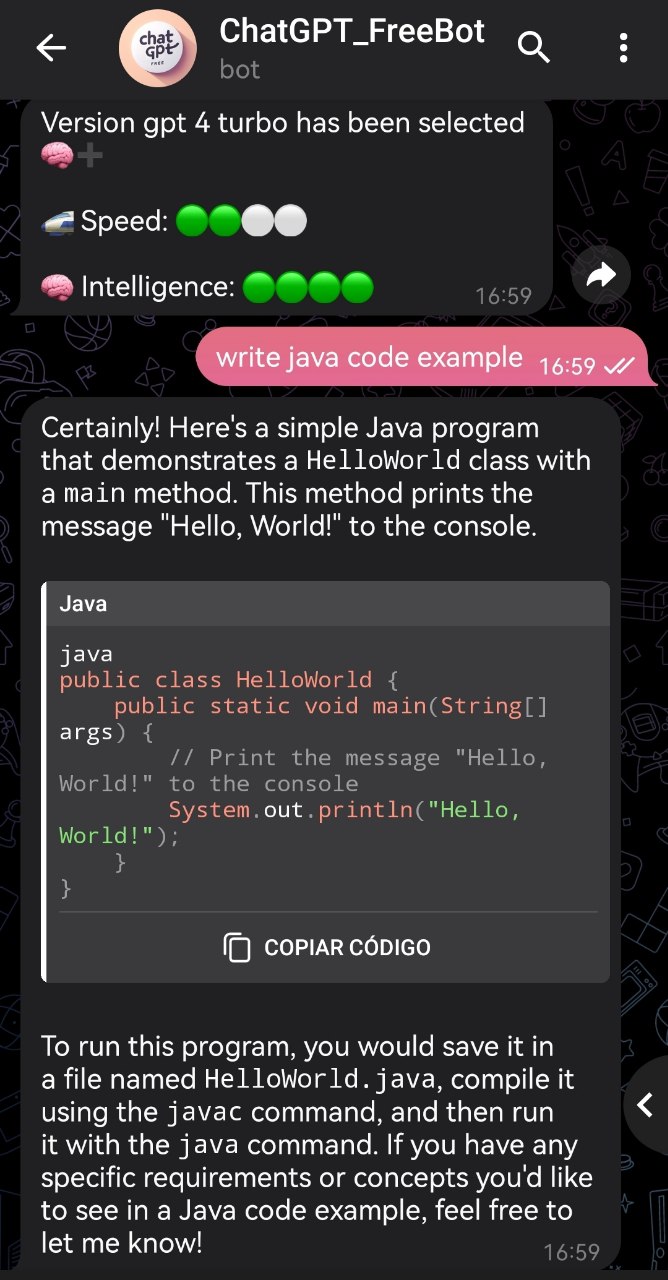 ChatGPT_FreeBot
chat
gpt
FREE
bot
Version gpt 4 turbo has been selected
🧠➕
🚄 Speed: 🟢🟢⚪⚪
🧠 Intelligence: 🟢🟢🟢🟢
16:59
write java code example 16:59
Certainly! Here's a simple Java program
that demonstrates a HelloWorld class with
a main method. This method prints the
message "Hello, World!" to the console.
Java
java
public class HelloWorld {
    public static void main(String[]
args) {
        // Print the message "Hello,
World!" to the console
        System.out.println("Hello,
World!");
    }
}
COPIAR CÓDIGO
To run this program, you would save it in
a file named HelloWorld.java, compile it
using the javac command, and then run
it with the java command. If you have any
specific requirements or concepts you'd like
to see in a Java code example, feel free to
let me know!
16:59